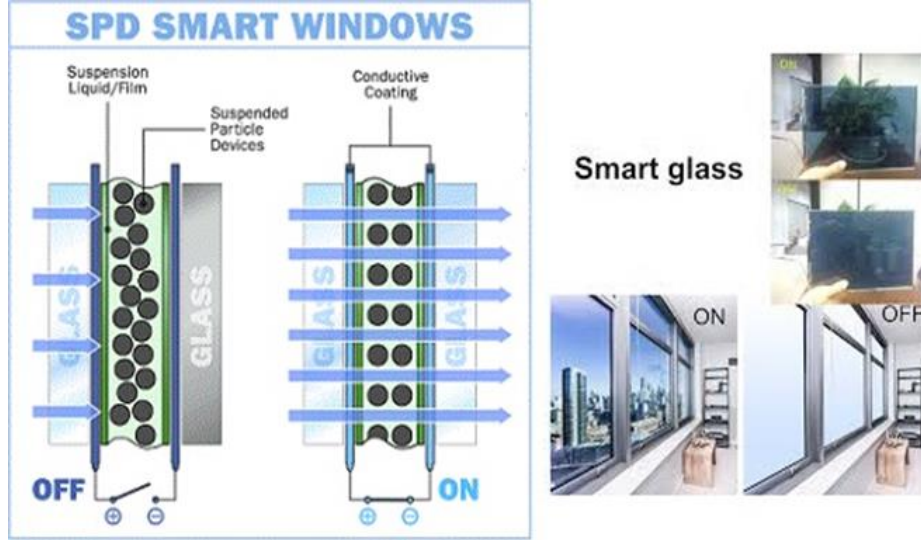 SPD SMART WINDOWS
Suspension
Liquid/Film
Suspended
Particle
Devices
Conductive
Coating
GLASS
GLASS
GLASS
GLASS
OFF
+
−
+
−
ON
Smart glass
ON
OFF
ON
OFF